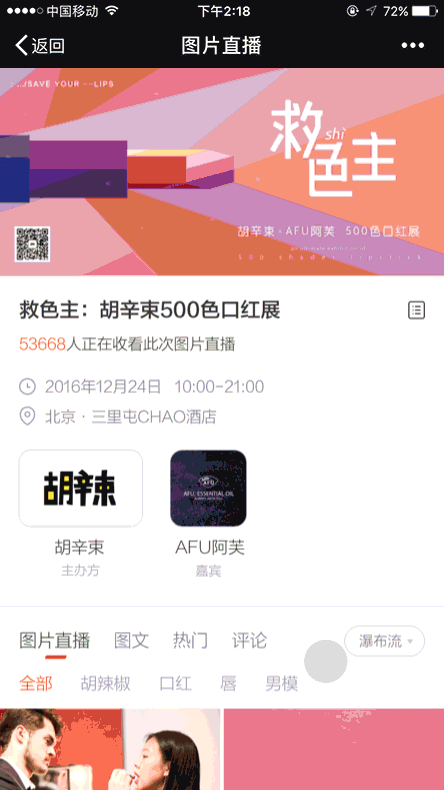 中国移动
下午2:18
72%
返回
图片直播
SAVE YOUR
LIPS
救色主
shì
胡辛束×AFU阿芙 500色口红展
500 shades lipstick
救色主：胡辛束500色口红展
53668人正在收看此次图片直播
2016年12月24日 10:00-21:00
北京·三里屯CHAO酒店
胡辛束
AFU
AFU. ESSENTIAL OIL
胡辛束 AFU阿芙
主办方 嘉宾
图片直播 图文 热门 评论 瀑布流
全部 胡辣椒 口红 唇 男模